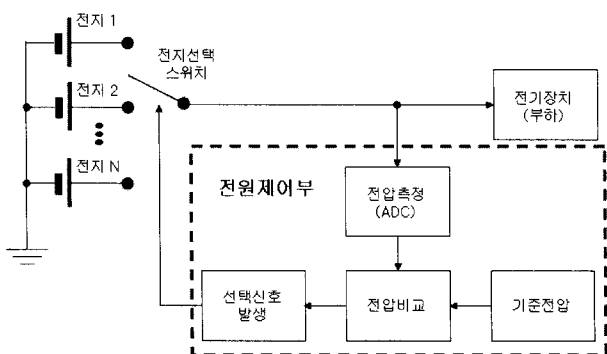 전지 1
전지선택
스위치
전지 2
전기장치
(부하)
전지 N
전원제어부
전압측정
(ADC)
선택신호
발생
전압비교
기준전압